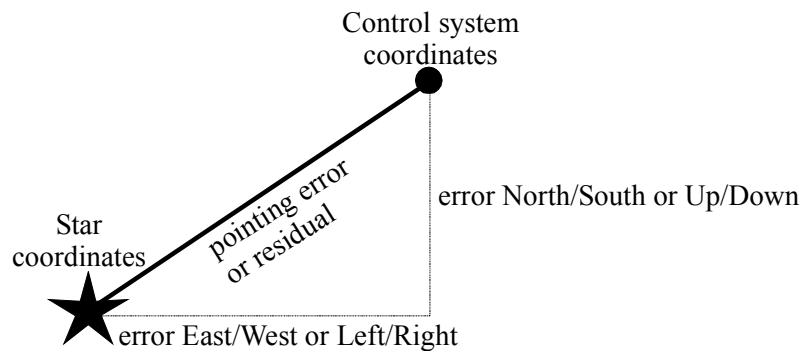 Control system
coordinates
pointing error
or residual
error North/South or Up/Down
Star
coordinates
error East/West or Left/Right